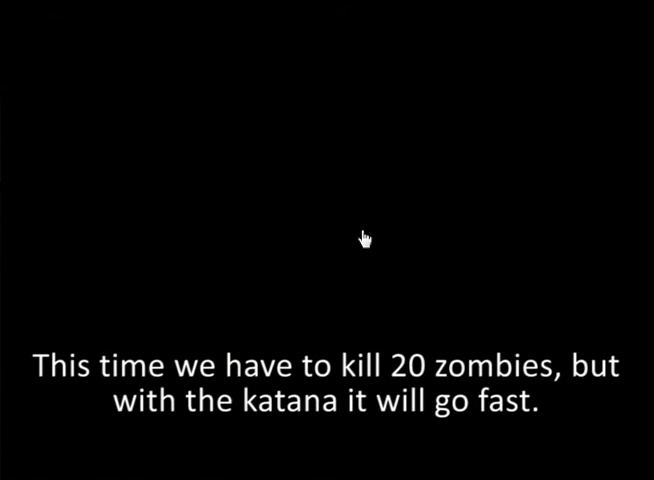 This time we have to kill 20 zombies, but
with the katana it will go fast.